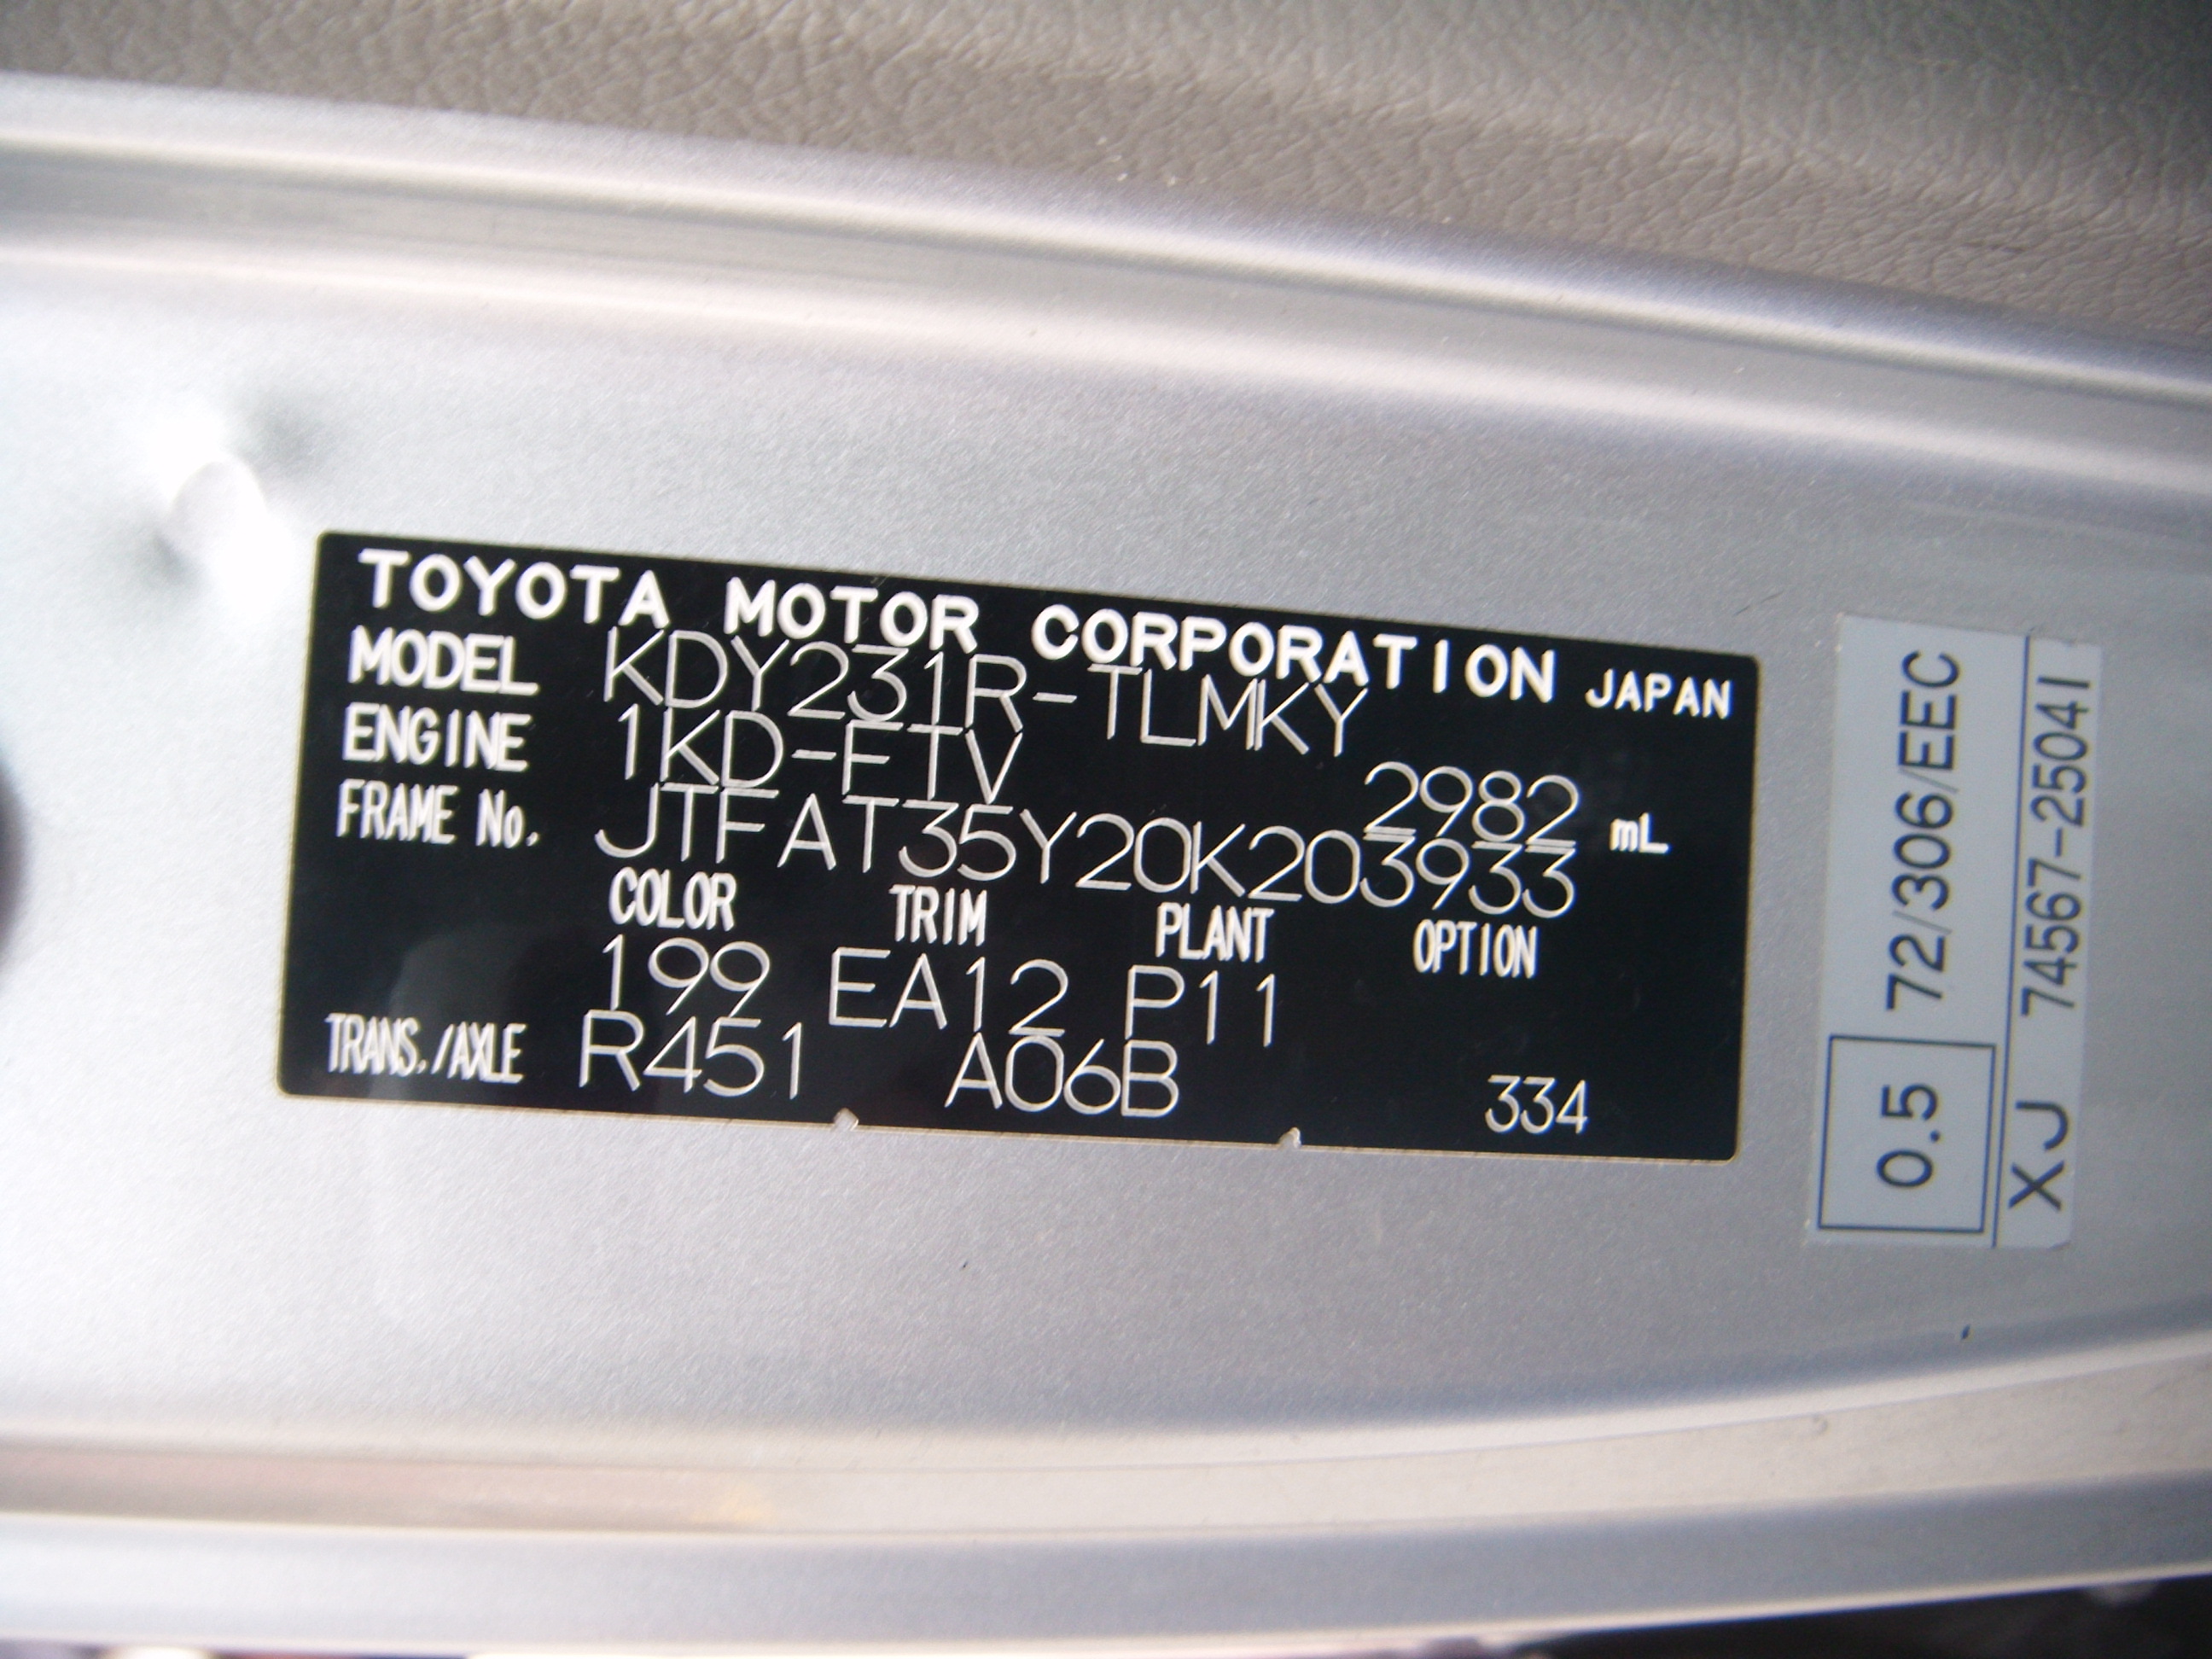 TOYOTA MOTOR CORPORATION JAPAN
MODEL KDY231R-TLMKY
ENGINE 1KD-FTV 2982 mL
FRAME No. JTFAT35Y20K203933
COLOR TRIM PLANT OPTION
199 EA12 P11
TRANS./AXLE R451 A06B 334
0.5 72/306/EEC
XJ 74567-25041